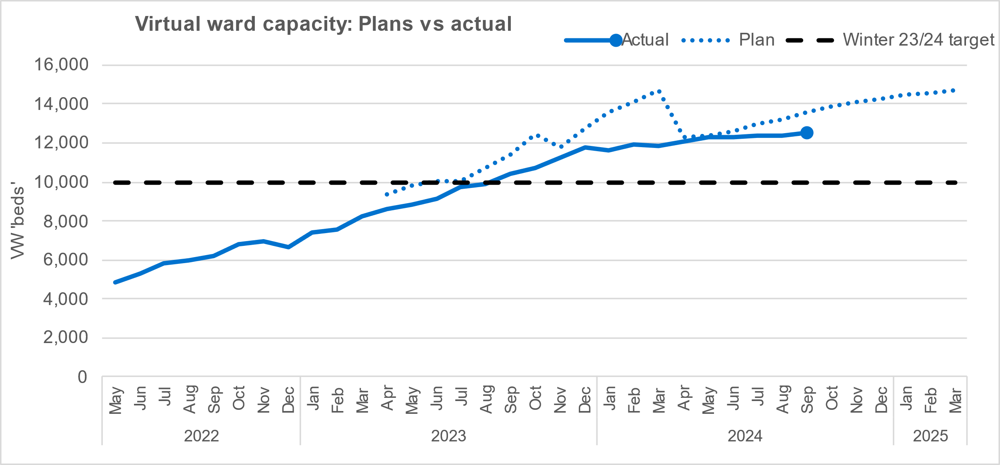 Virtual ward capacity: Plans vs actual
Actual Plan Winter 23/24 target
16,000
14,000
12,000
10,000
8,000
6,000
4,000
2,000
0
VW 'beds'
May Jun Jul Aug Sep Oct Nov Dec Jan Feb Mar Apr May Jun Jul Aug Sep Oct Nov Dec Jan Feb Mar Apr May Jun Jul Aug Sep Oct Nov Dec Jan Feb Mar
2022 2023 2024 2025